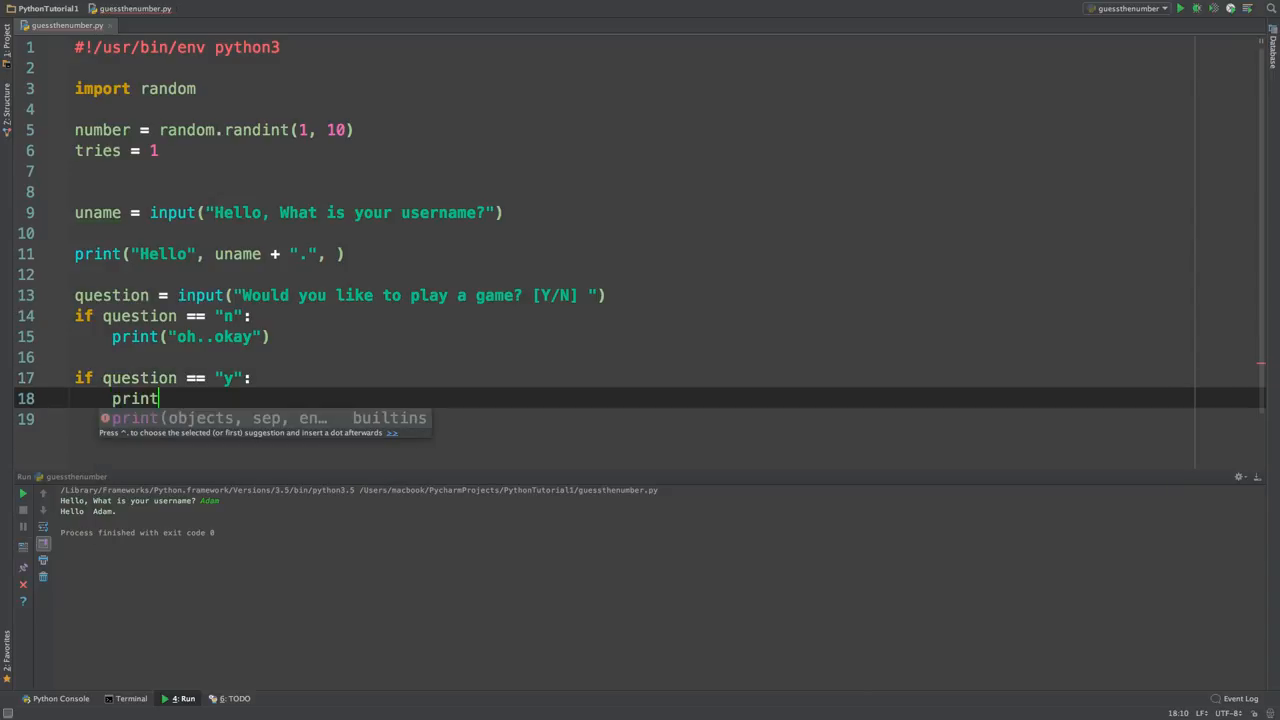 PythonTutorial1 guessthenumber.py guessthenumber
guessthenumber.py
1: Project
Z: Structure
2: Favorites
Database
1 #!/usr/bin/env python3
2
3 import random
4
5 number = random.randint(1, 10)
6 tries = 1
7
8
9 uname = input("Hello, What is your username?")
10
11 print("Hello", uname + ".", )
12
13 question = input("Would you like to play a game? [Y/N] ")
14 if question == "n":
15 print("oh..okay")
16
17 if question == "y":
18 print
19 print(objects, sep, en… builtins
Press ^. to choose the selected (or first) suggestion and insert a dot afterwards >>
Run guessthenumber
/Library/Frameworks/Python.framework/Versions/3.5/bin/python3.5 /Users/macbook/PycharmProjects/PythonTutorial1/guessthenumber.py
Hello, What is your username? Adam
Hello  Adam.
Process finished with exit code 0
Python Console Terminal 4: Run 6: TODO Event Log
18:10 LF÷ UTF-8÷